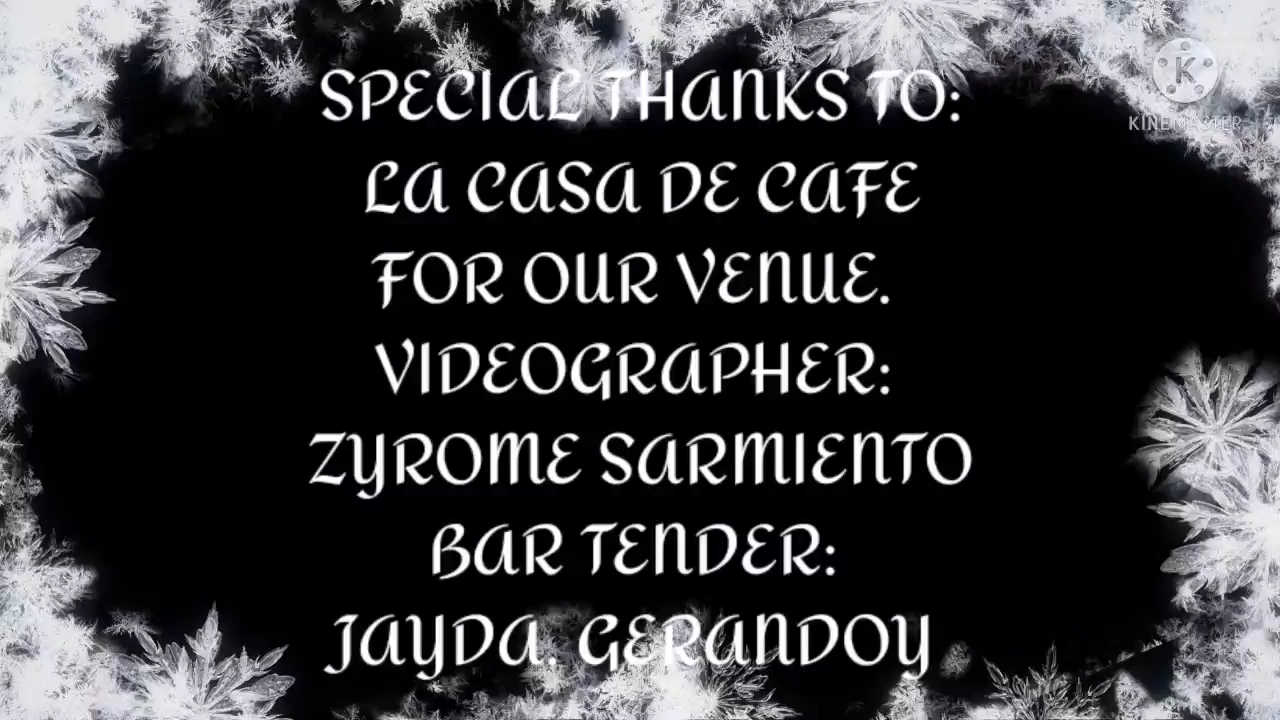 SPECIAL THANKS TO:
LA CASA DE CAFE
FOR OUR VENUE.
VIDEOGRAPHER:
ZYROME SARMIENTO
BAR TENDER:
JAYDA. GERANDOY
K
KINEMASTER